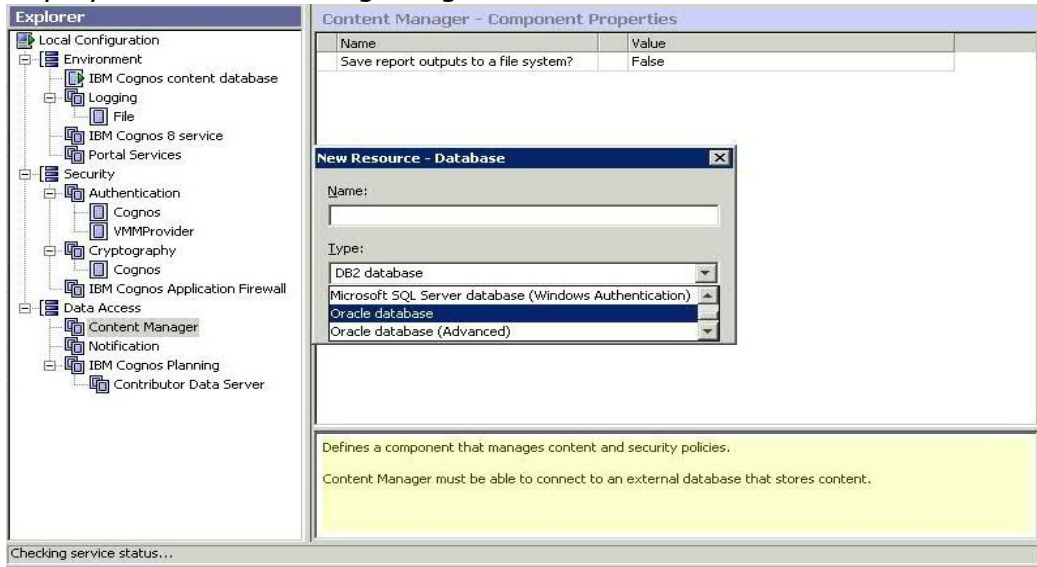 Explorer
Local Configuration
Environment
IBM Cognos content database
Logging
File
IBM Cognos 8 service
Portal Services
Security
Authentication
Cognos
VMMProvider
Cryptography
Cognos
IBM Cognos Application Firewall
Data Access
Content Manager
Notification
IBM Cognos Planning
Contributor Data Server
Content Manager - Component Properties
Name Value
Save report outputs to a file system? False
New Resource - Database
Name:
Type:
DB2 database
Microsoft SQL Server database (Windows Authentication)
Oracle database
Oracle database (Advanced)
Defines a component that manages content and security policies.
Content Manager must be able to connect to an external database that stores content.
Checking service status...